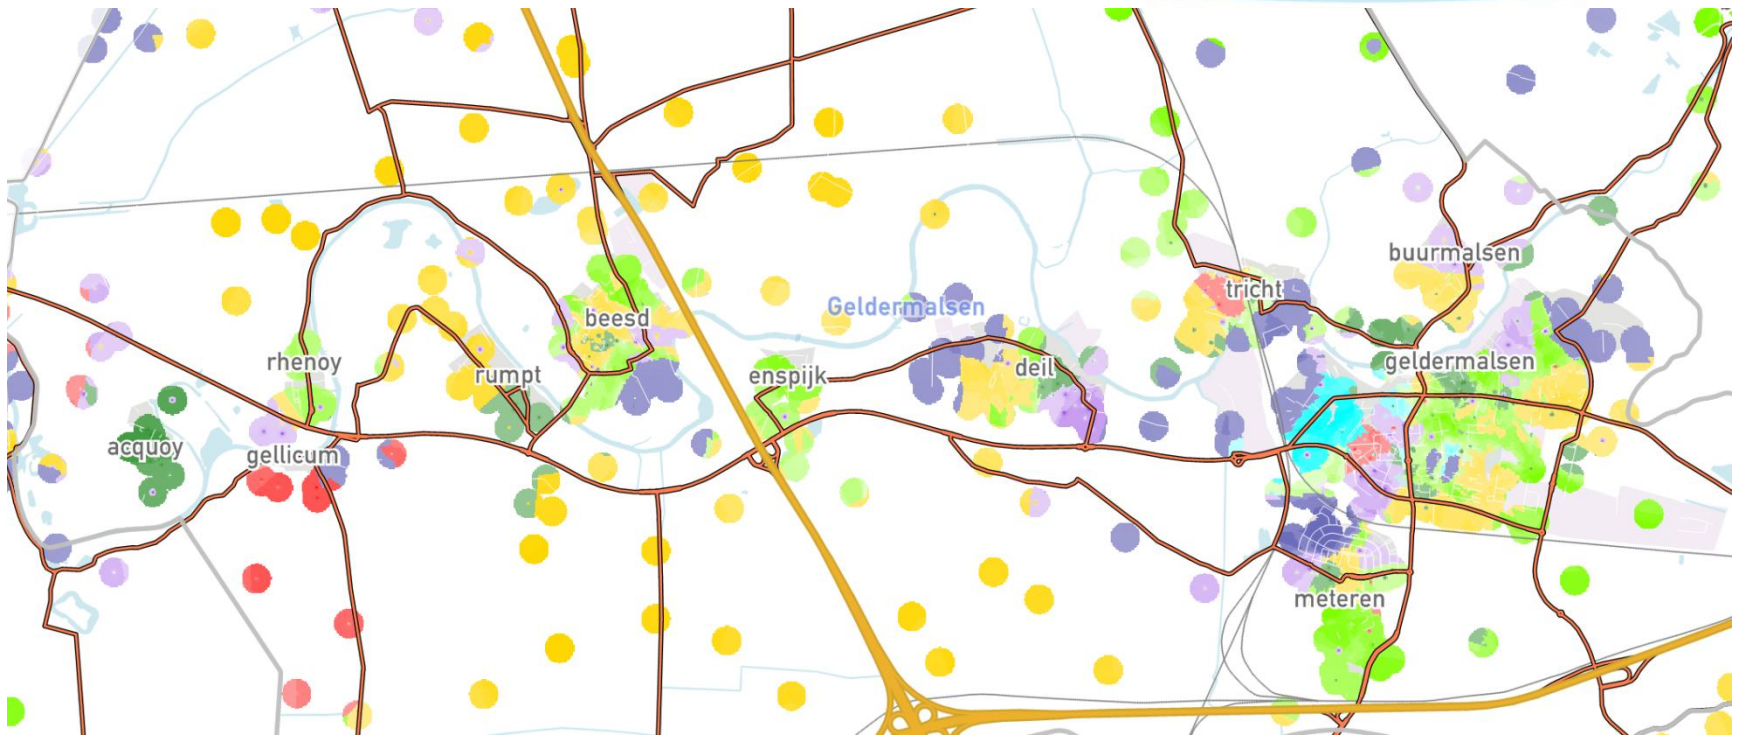 buurmalsen
tricht
Geldermalsen
beesd
rhenoy
rumpt
enspijk
deil
geldermalsen
acquoy
gellicum
meteren